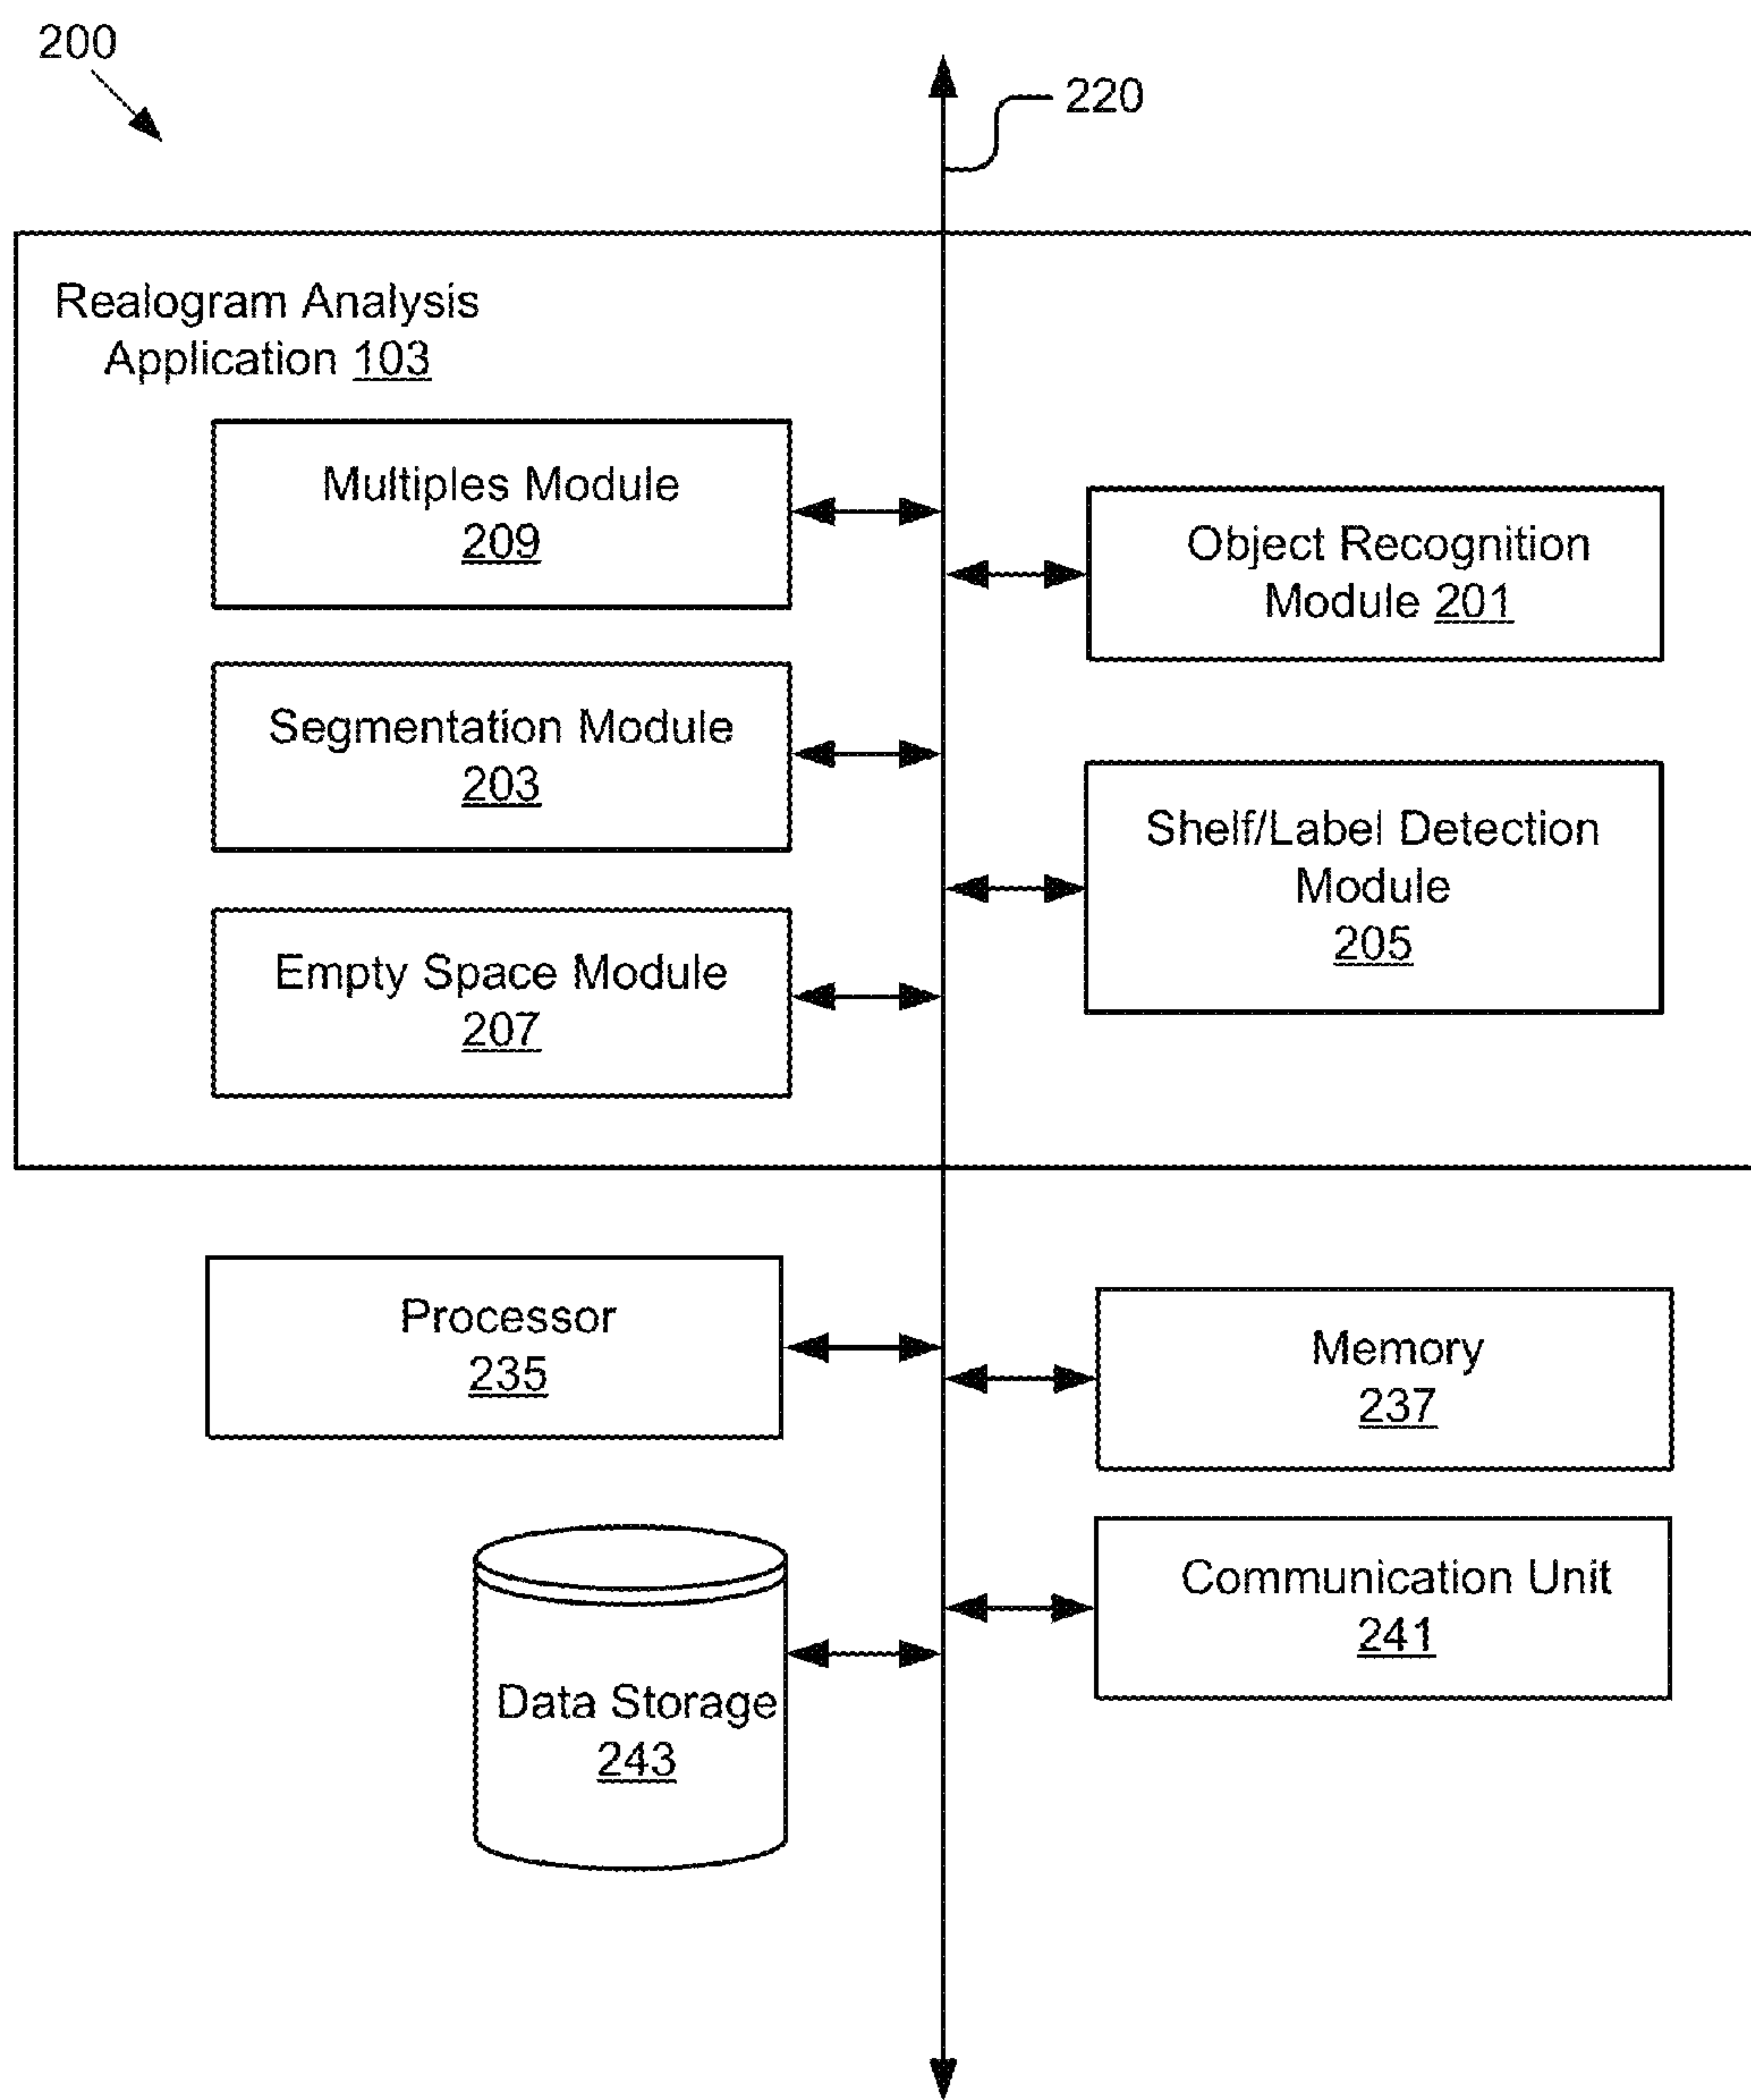 200
220
Realogram Analysis
Application 103
Multiples Module
209
Object Recognition
Module 201
Segmentation Module
203
Shelf/Label Detection
Module
205
Empty Space Module
207
Processor
235
Memory
237
Communication Unit
241
Data Storage
243